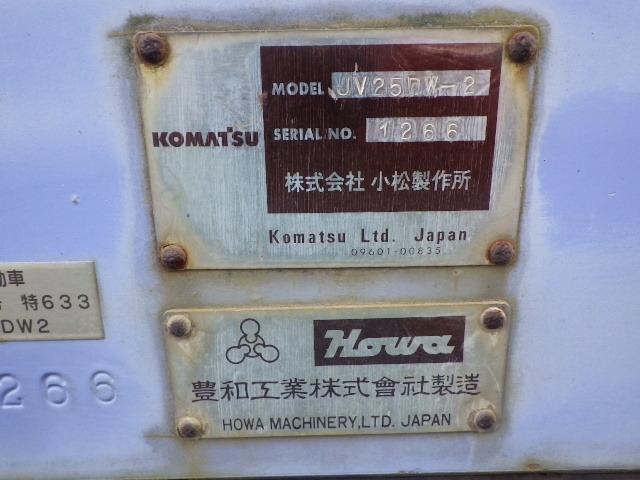 MODEL JV25DW-2
KOMATSU
SERIAL NO. 1266
株式会社 小松製作所
Komatsu Ltd. Japan
09601-00835
動車
特633
DW2
266
Howa
豊和工業株式會社製造
HOWA MACHINERY,LTD. JAPAN